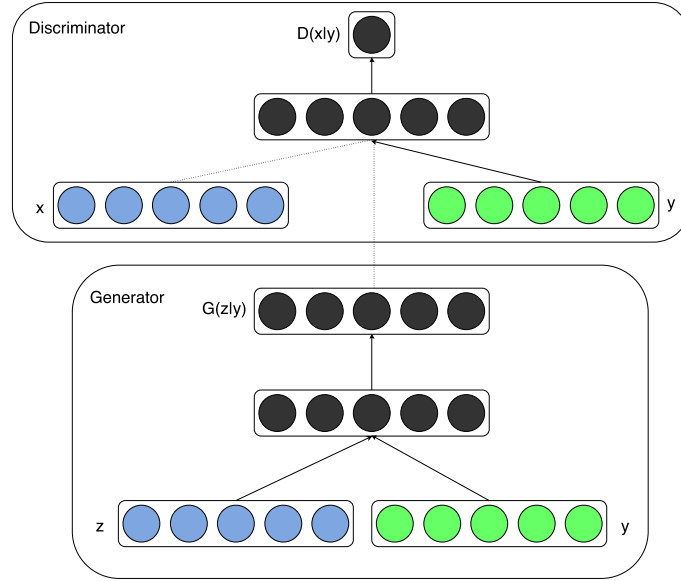 Discriminator
D(x|y)
x
y
Generator
G(z|y)
z
y